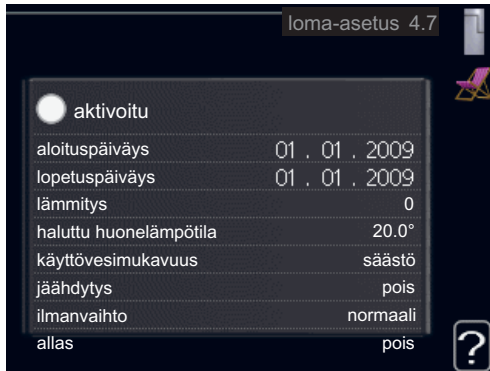 loma-asetus 4.7
aktivoitu
aloituspäiväys 01 . 01 . 2009
lopetuspäiväys 01 . 01 . 2009
lämmitys 0
haluttu huonelämpötila 20.0°
käyttövesimukavuus säästö
jäähdytys pois
ilmanvaihto normaali
allas pois
?